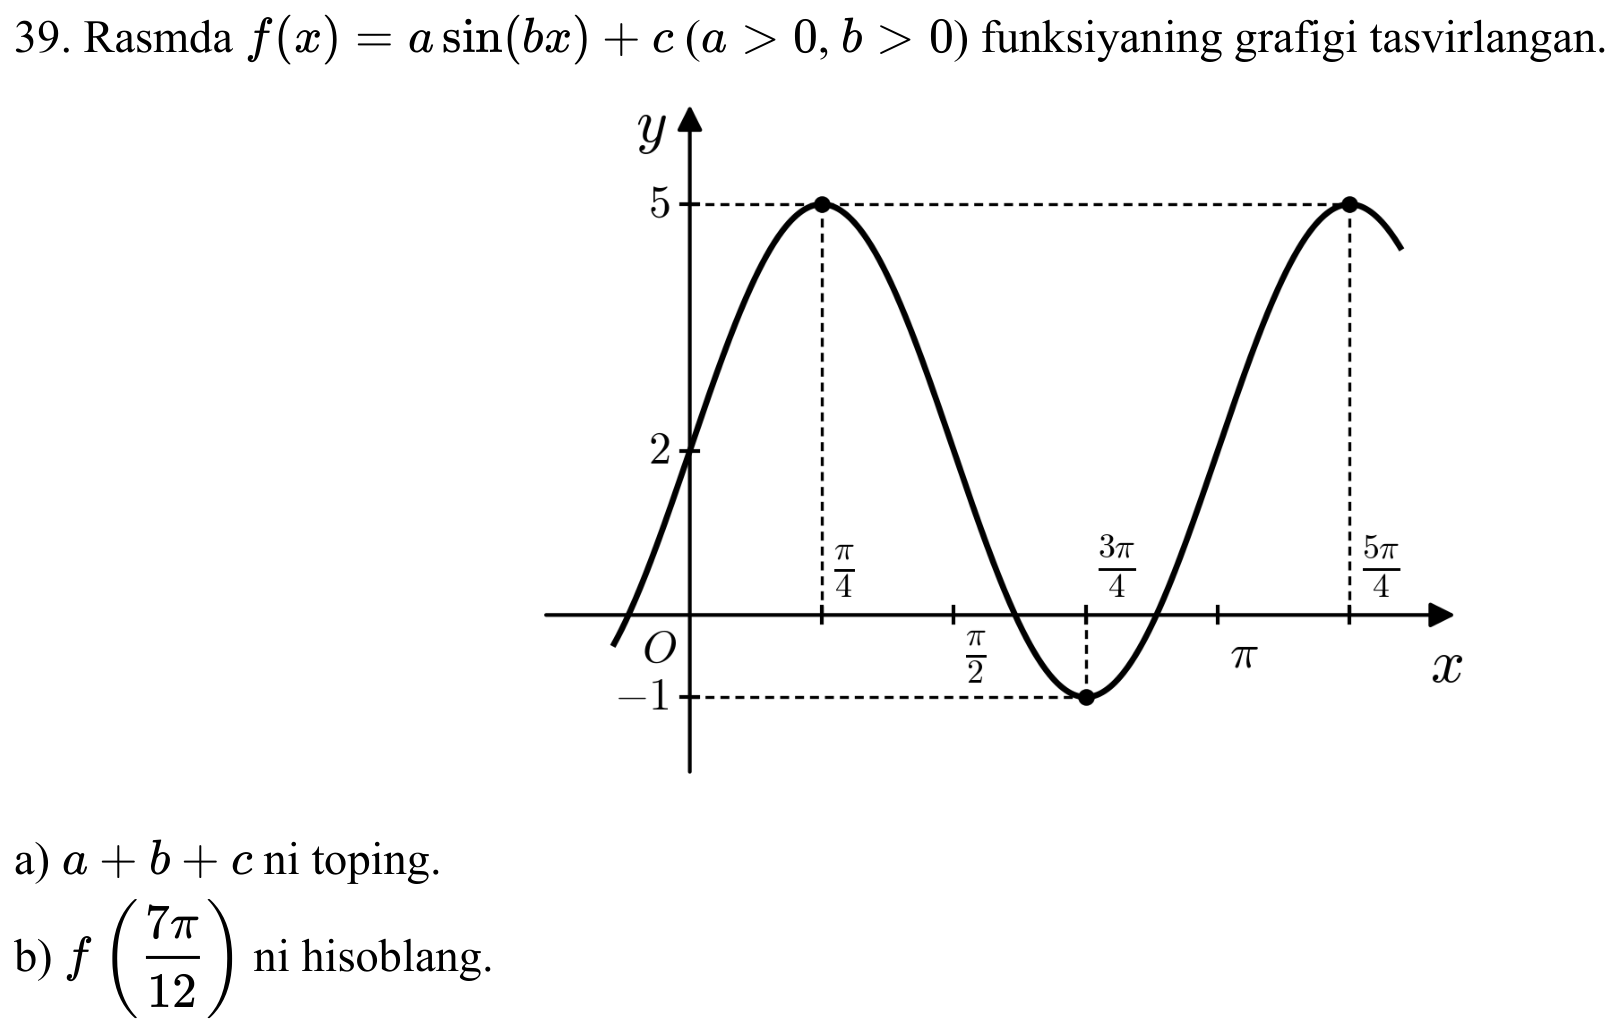 39. Rasmda f(x) = a sin(bx) + c (a > 0, b > 0) funksiyaning grafigi tasvirlangan.
y
5
2
π/4
3π/4
5π/4
O
π/2
π
x
−1
a) a + b + c ni toping.
b) f(7π/12) ni hisoblang.